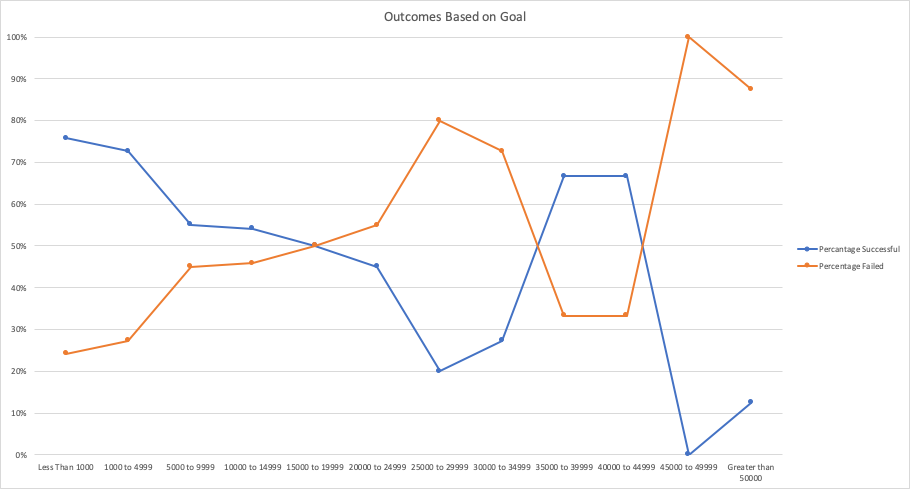 Outcomes Based on Goal
100%
90%
80%
70%
60%
50%
40%
30%
20%
10%
0%
Less Than 1000
1000 to 4999
5000 to 9999
10000 to 14999
15000 to 19999
20000 to 24999
25000 to 29999
30000 to 34999
35000 to 39999
40000 to 44999
45000 to 49999
Greater than
50000
Percantage Successful
Percentage Failed